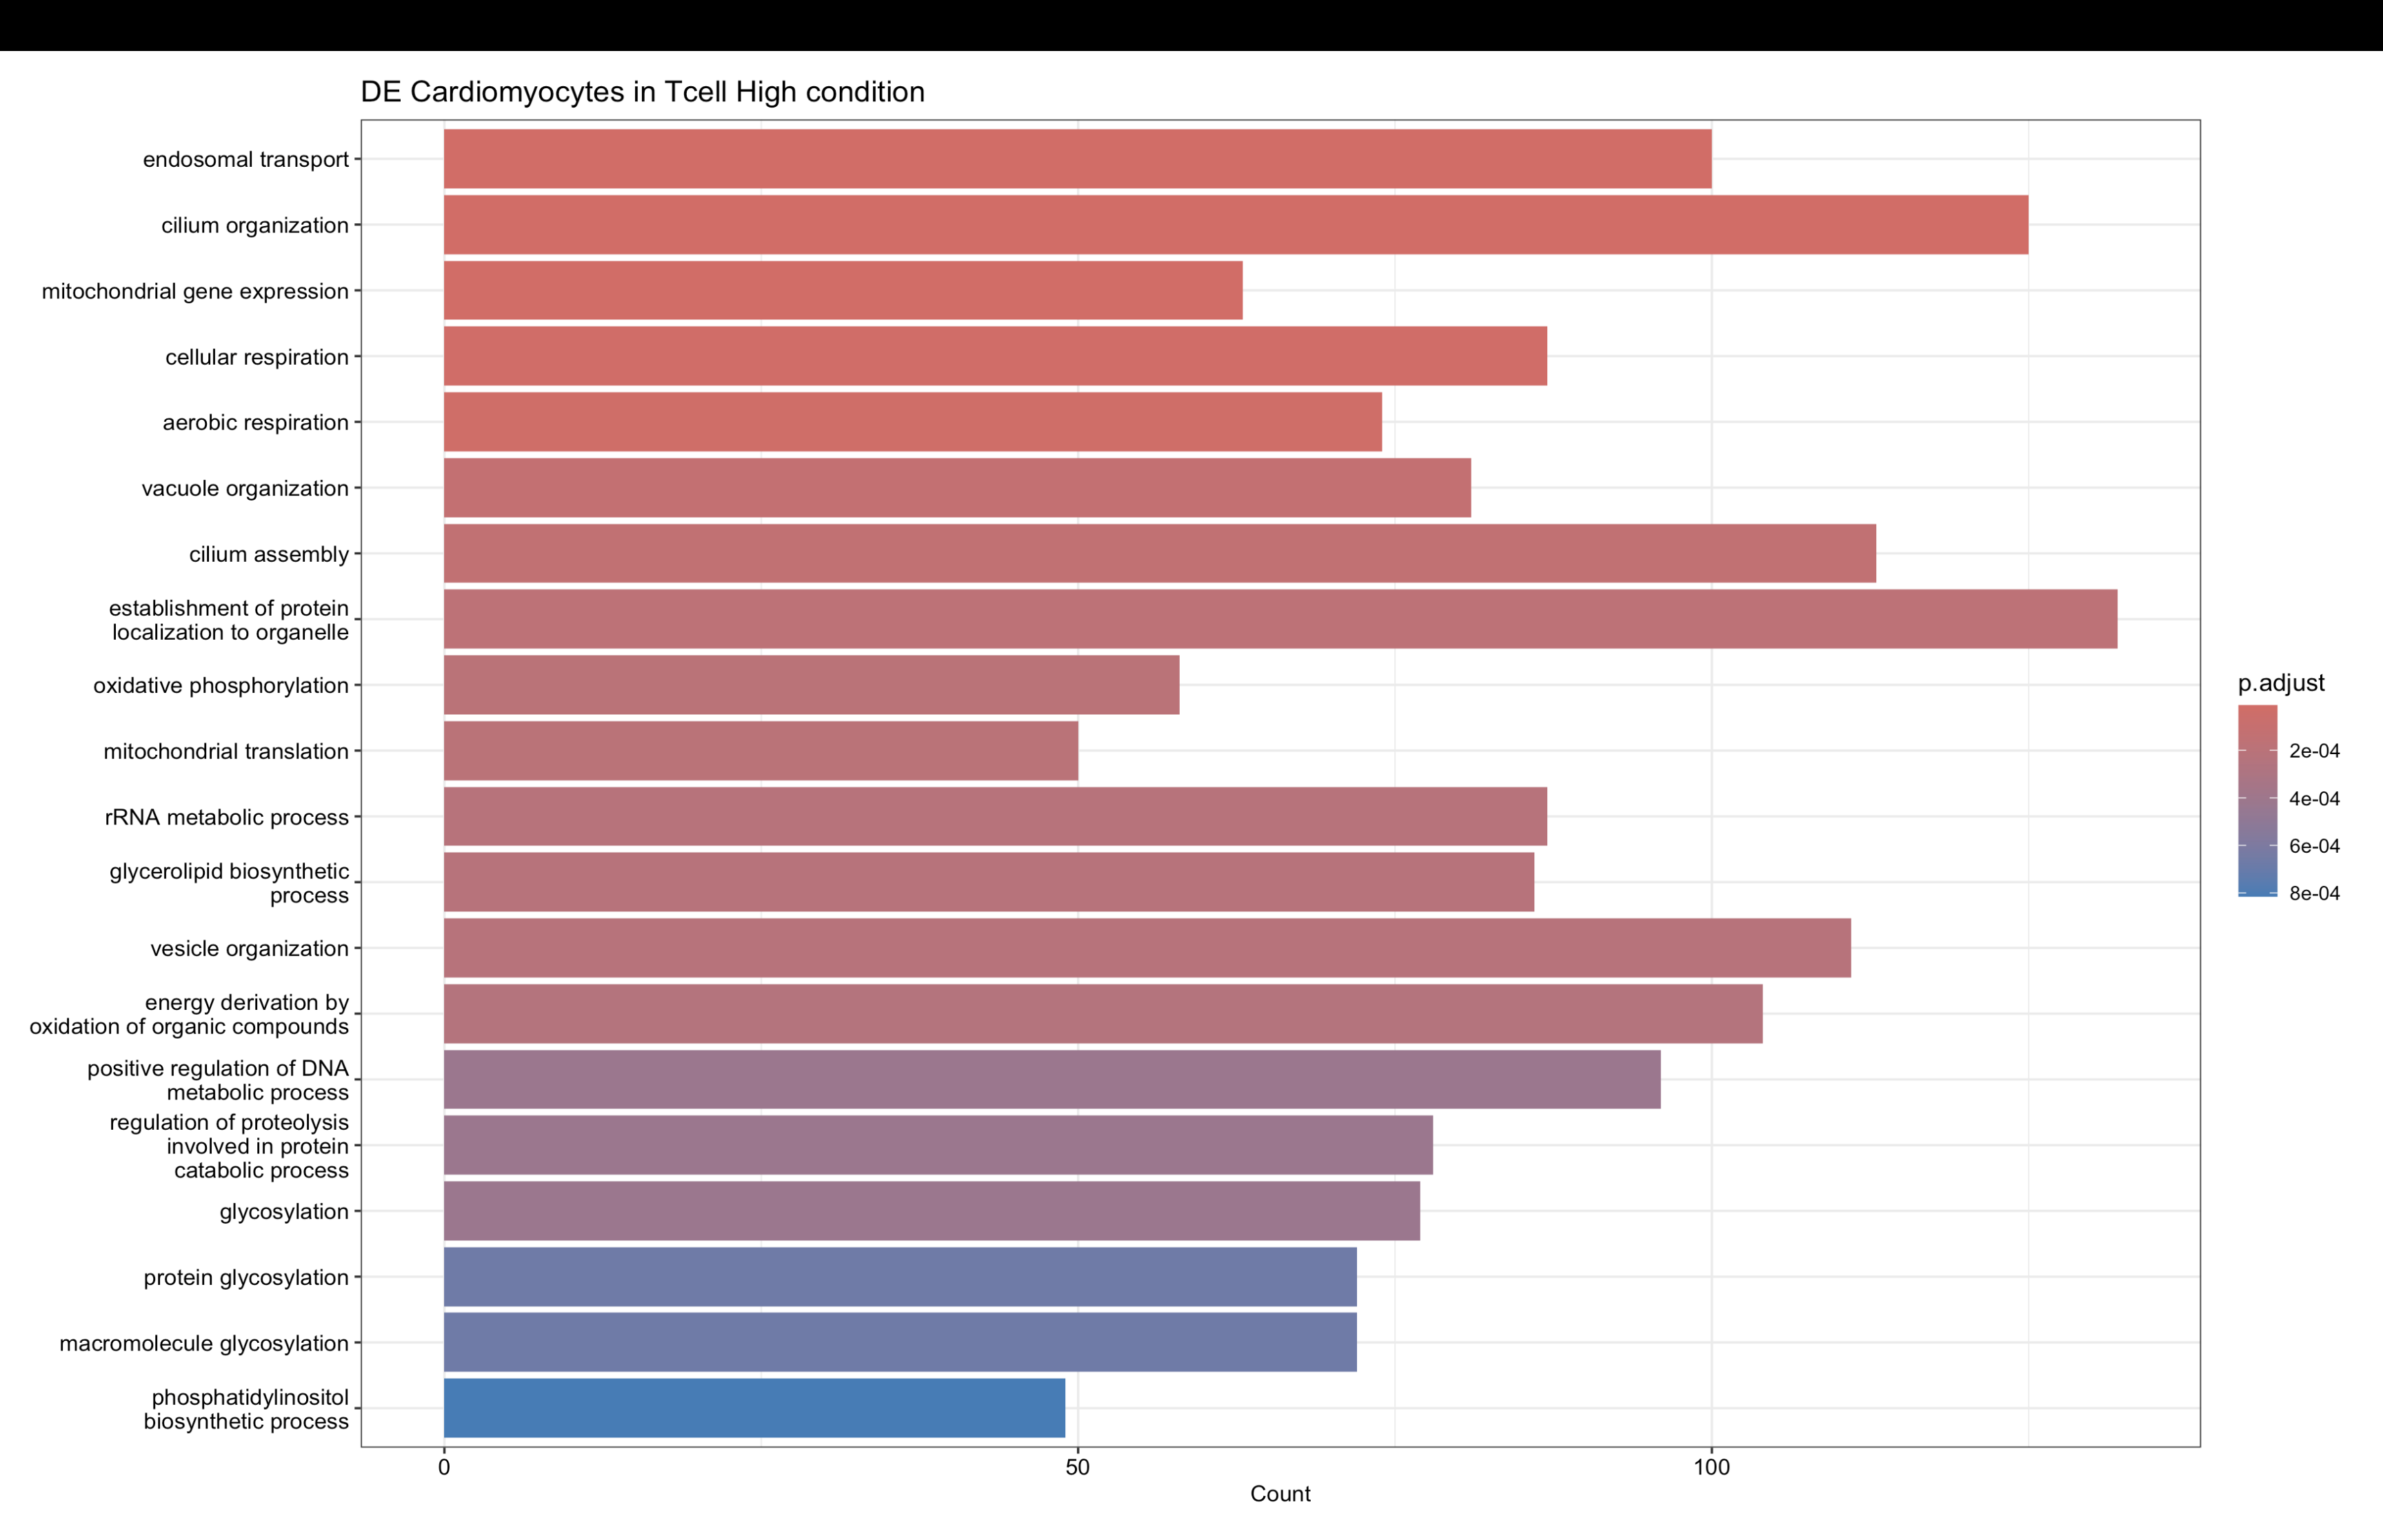 DE Cardiomyocytes in Tcell High condition
endosomal transport
cilium organization
mitochondrial gene expression
cellular respiration
aerobic respiration
vacuole organization
cilium assembly
establishment of protein
localization to organelle
oxidative phosphorylation
mitochondrial translation
rRNA metabolic process
glycerolipid biosynthetic
process
vesicle organization
energy derivation by
oxidation of organic compounds
positive regulation of DNA
metabolic process
regulation of proteolysis
involved in protein
catabolic process
glycosylation
protein glycosylation
macromolecule glycosylation
phosphatidylinositol
biosynthetic process
0 50 100
Count
p.adjust
2e-04
4e-04
6e-04
8e-04